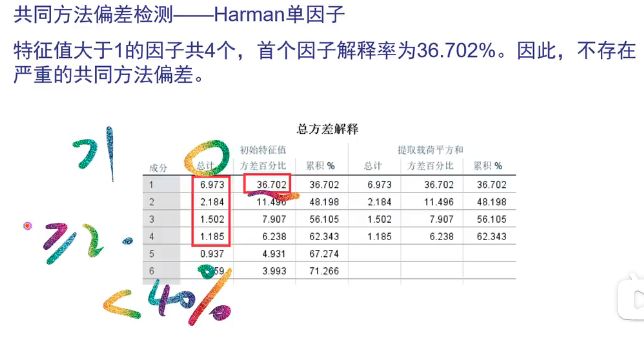 共同方法偏差检测——Harman单因子
特征值大于1的因子共4个，首个因子解释率为36.702%。因此，不存在
严重的共同方法偏差。
总方差解释
初始特征值 提取载荷平方和
成分 总计 方差百分比 累积 % 总计 方差百分比 累积 %
1 6.973 36.702 36.702 6.973 36.702 36.702
2 2.184 11.496 48.198 2.184 11.496 48.198
3 1.502 7.907 56.105 1.502 7.907 56.105
4 1.185 6.238 62.343 1.185 6.238 62.343
5 0.937 4.931 67.274
6 3.993 71.266
<40%